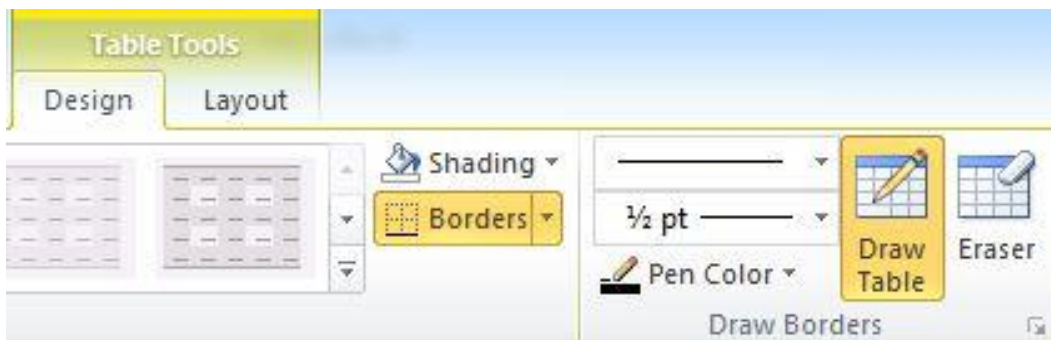 Table Tools
Design Layout
Shading
Borders
½ pt
Pen Color
Draw Table
Eraser
Draw Borders